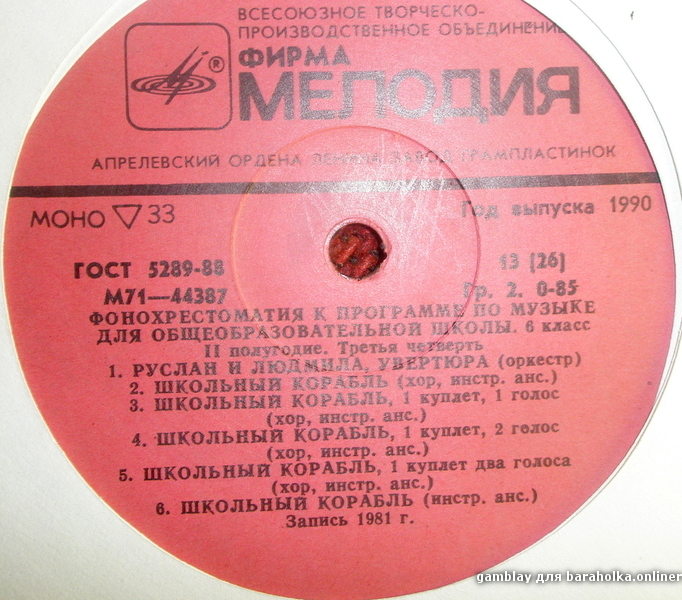 ВСЕСОЮЗНОЕ ТВОРЧЕСКО-
ПРОИЗВОДСТВЕННОЕ ОБЪЕДИНЕНИЕ
ФИРМА
МЕЛОДИЯ
®
АПРЕЛЕВСКИЙ ОРДЕНА ЛЕНИНА ЗАВОД ГРАМПЛАСТИНОК
МОНО ▽ 33
Год выпуска 1990
ГОСТ 5289-88
13 (26)
М71—44387
Гр. 2. 0-85
ФОНОХРЕСТОМАТИЯ К ПРОГРАММЕ ПО МУЗЫКЕ
ДЛЯ ОБЩЕОБРАЗОВАТЕЛЬНОЙ ШКОЛЫ. 6 класс
II полугодие. Третья четверть
1. РУСЛАН И ЛЮДМИЛА, УВЕРТЮРА (оркестр)
2. ШКОЛЬНЫЙ КОРАБЛЬ (хор, инстр. анс.)
3. ШКОЛЬНЫЙ КОРАБЛЬ, 1 куплет, 1 голос
(хор, инстр. анс.)
4. ШКОЛЬНЫЙ КОРАБЛЬ, 1 куплет, 2 голос
(хор, инстр. анс.)
5. ШКОЛЬНЫЙ КОРАБЛЬ, 1 куплет два голоса
(хор, инстр. анс.)
6. ШКОЛЬНЫЙ КОРАБЛЬ (инстр. анс.)
Запись 1981 г.
gamblay для baraholka.onliner